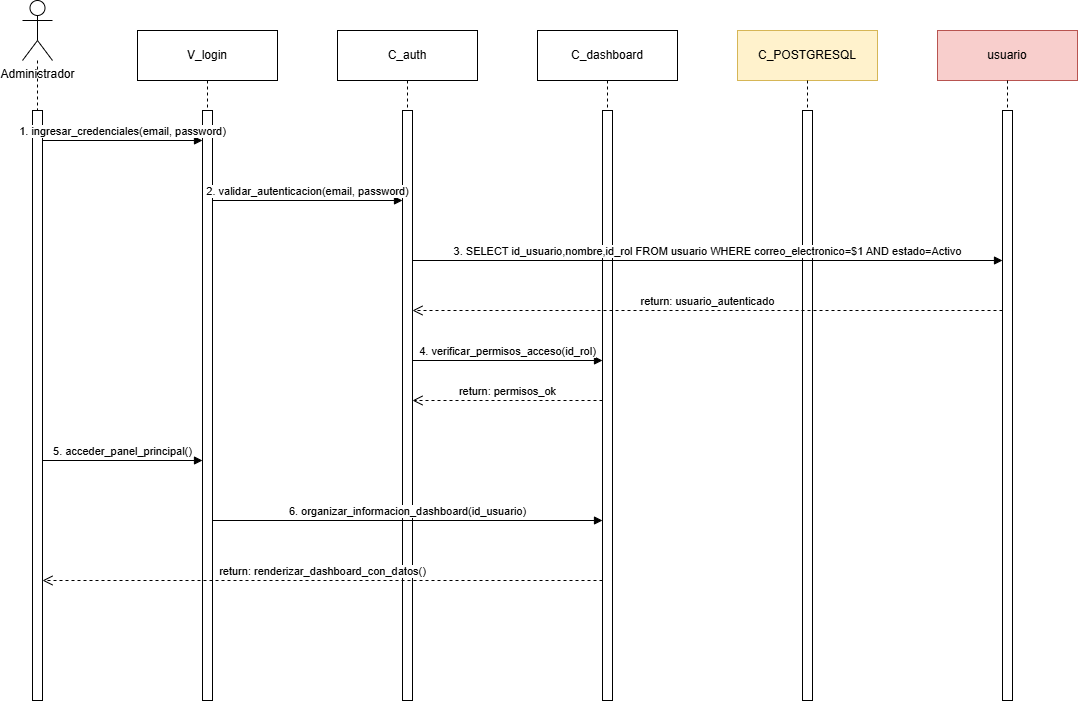 Administrador
V_login
C_auth
C_dashboard
C_POSTGRESQL
usuario
1. ingresar_credenciales(email, password)
2. validar_autenticacion(email, password)
3. SELECT id_usuario,nombre,id_rol FROM usuario WHERE correo_electronico=$1 AND estado=Activo
return: usuario_autenticado
4. verificar_permisos_acceso(id_rol)
return: permisos_ok
5. acceder_panel_principal()
6. organizar_informacion_dashboard(id_usuario)
return: renderizar_dashboard_con_datos()